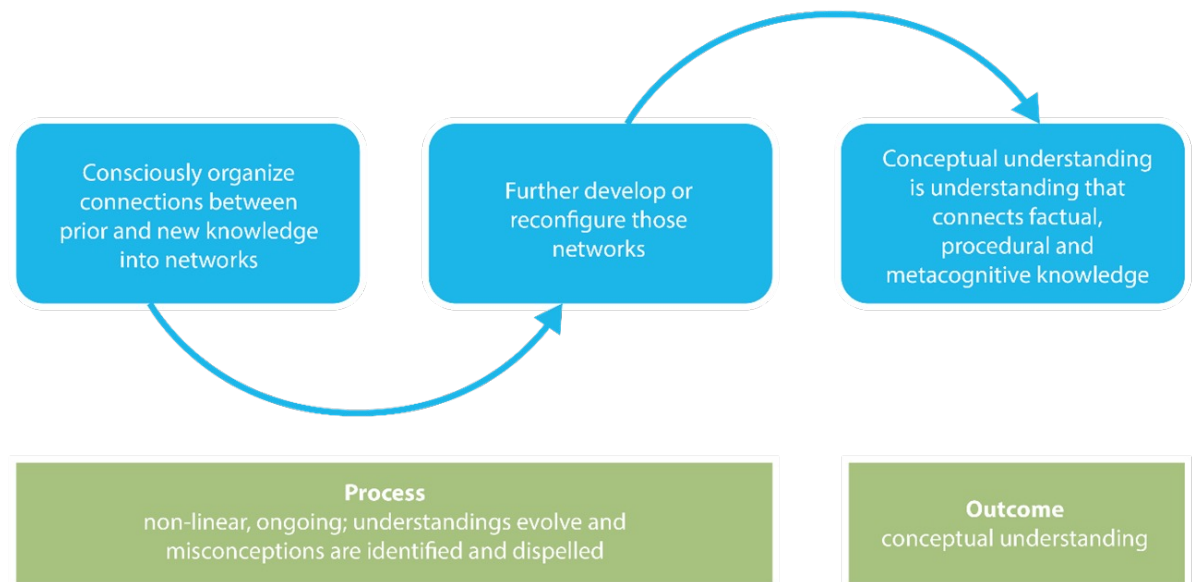 Consciously organize
connections between
prior and new knowledge
into networks
Further develop or
reconfigure those
networks
Conceptual understanding
is understanding that
connects factual,
procedural and
metacognitive knowledge
Process
non-linear, ongoing; understandings evolve and
misconceptions are identified and dispelled
Outcome
conceptual understanding